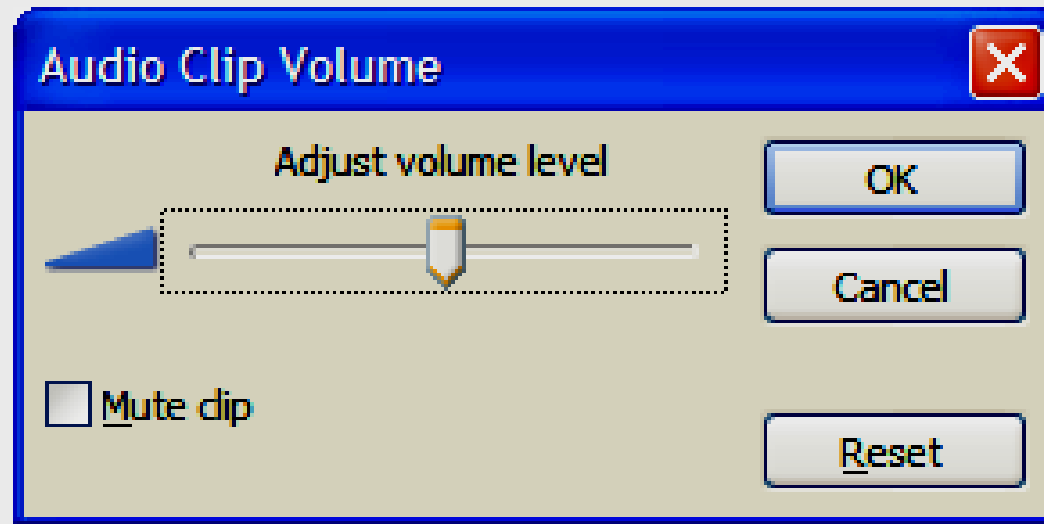 Audio Clip Volume
Adjust volume level
OK
Cancel
Mute clip
Reset